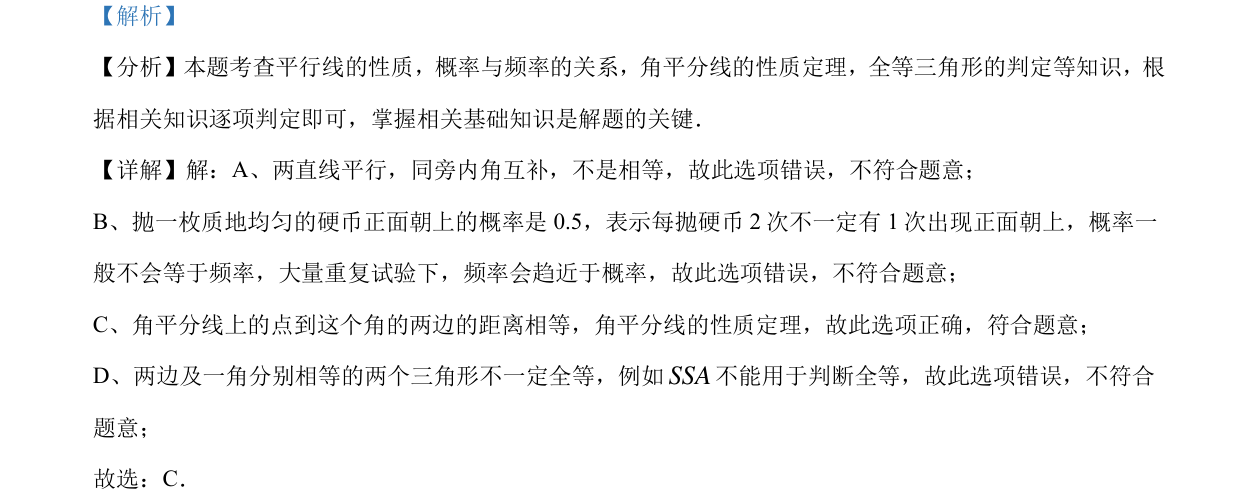 【解析】
【分析】本题考查平行线的性质，概率与频率的关系，角平分线的性质定理，全等三角形的判定等知识，根
据相关知识逐项判定即可，掌握相关基础知识是解题的关键．
【详解】解：A、两直线平行，同旁内角互补，不是相等，故此选项错误，不符合题意；
B、抛一枚质地均匀的硬币正面朝上的概率是 0.5，表示每抛硬币 2 次不一定有 1 次出现正面朝上，概率一
般不会等于频率，大量重复试验下，频率会趋近于概率，故此选项错误，不符合题意；
C、角平分线上的点到这个角的两边的距离相等，角平分线的性质定理，故此选项正确，符合题意；
D、两边及一角分别相等的两个三角形不一定全等，例如 SSA 不能用于判断全等，故此选项错误，不符合
题意；
故选：C．